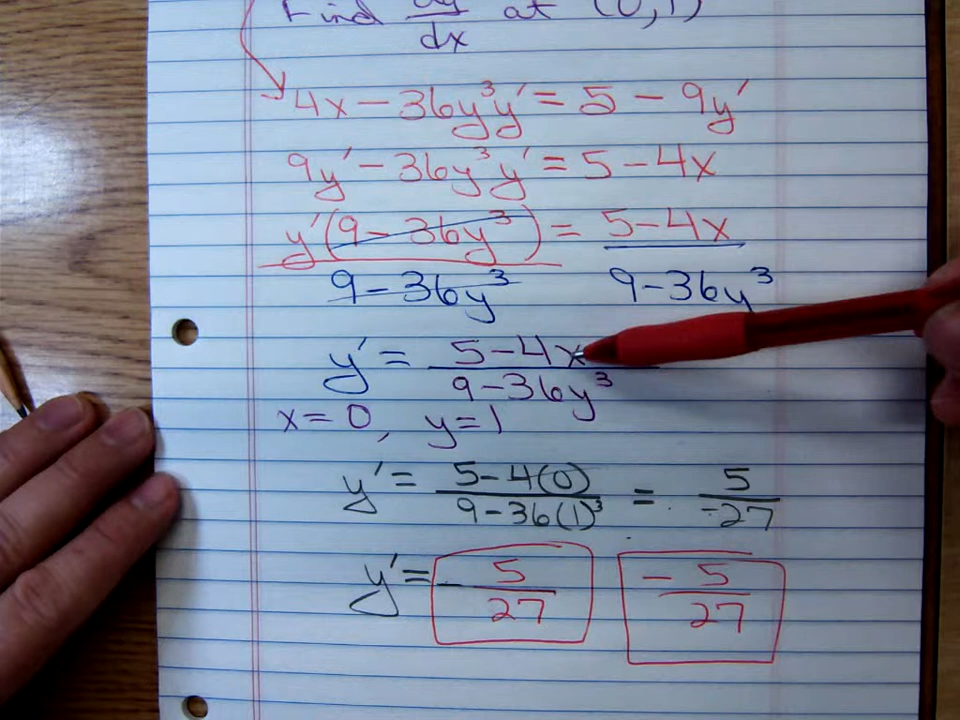 Find dy/dx at (0,1)
4x - 36y³y' = 5 - 9y'
9y' - 36y³y' = 5 - 4x
y'(9 - 36y³) = 5 - 4x
9 - 36y³ 9 - 36y³
y' = 5 - 4x / 9 - 36y³
x = 0, y = 1
y' = 5 - 4(0) / 9 - 36(1)³ = 5 / -27
y' = - 5/27 - 5/27